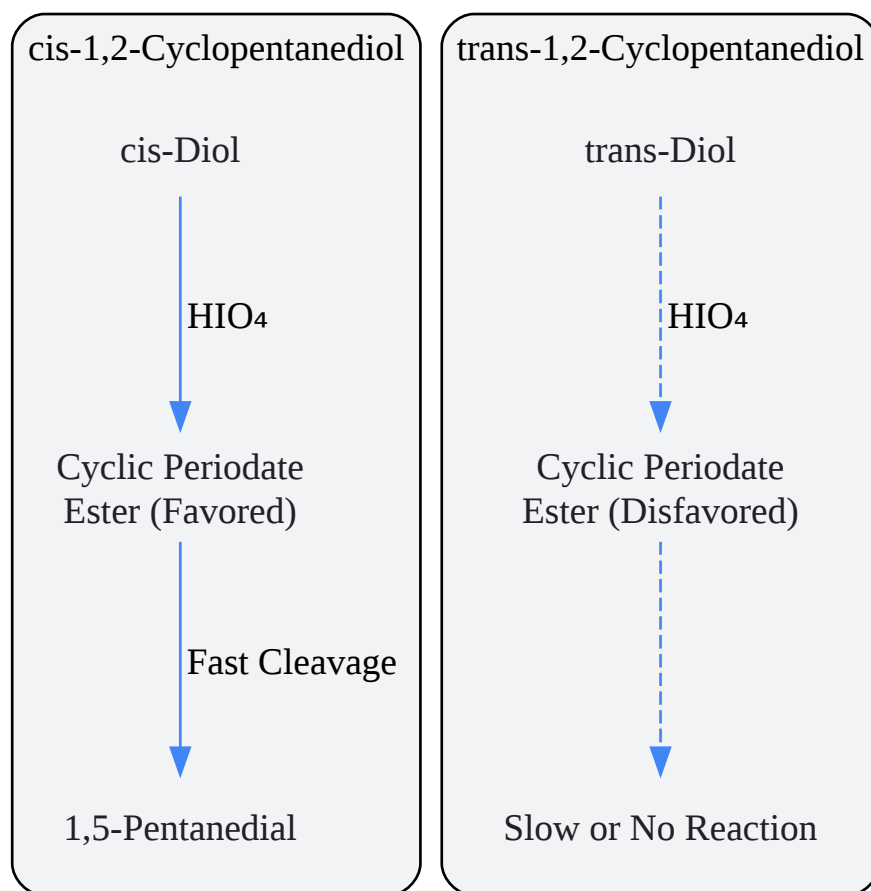 cis-1,2-Cyclopentanediol
cis-Diol
HIO₄
Cyclic Periodate
Ester (Favored)
Fast Cleavage
1,5-Pentanedial
trans-1,2-Cyclopentanediol
trans-Diol
HIO₄
Cyclic Periodate
Ester (Disfavored)
Slow or No Reaction